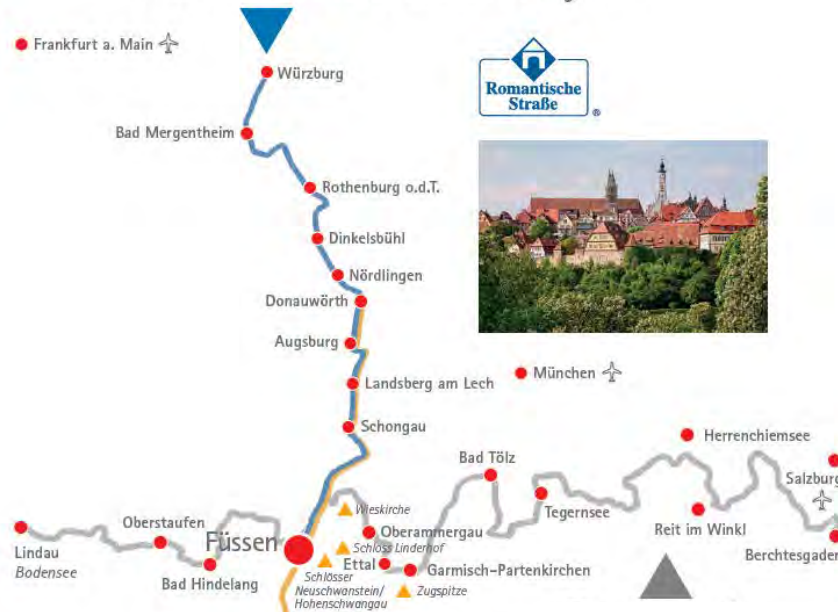 Frankfurt a. Main
Würzburg
Romantische
Straße
®
Bad Mergentheim
Rothenburg o.d.T.
Dinkelsbühl
Nördlingen
Donauwörth
Augsburg
Landsberg am Lech
München
Schongau
Herrenchiemsee
Bad Tölz
Salzburg
Wieskirche
Tegernsee
Reit im Winkl
Oberstaufen
Füssen
Oberammergau
Schloss Linderhof
Lindau
Bodensee
Bad Hindelang
Ettal
Garmisch-Partenkirchen
Berchtesgaden
Schlösser
Neuschwanstein/
Hohenschwangau
Zugspitze